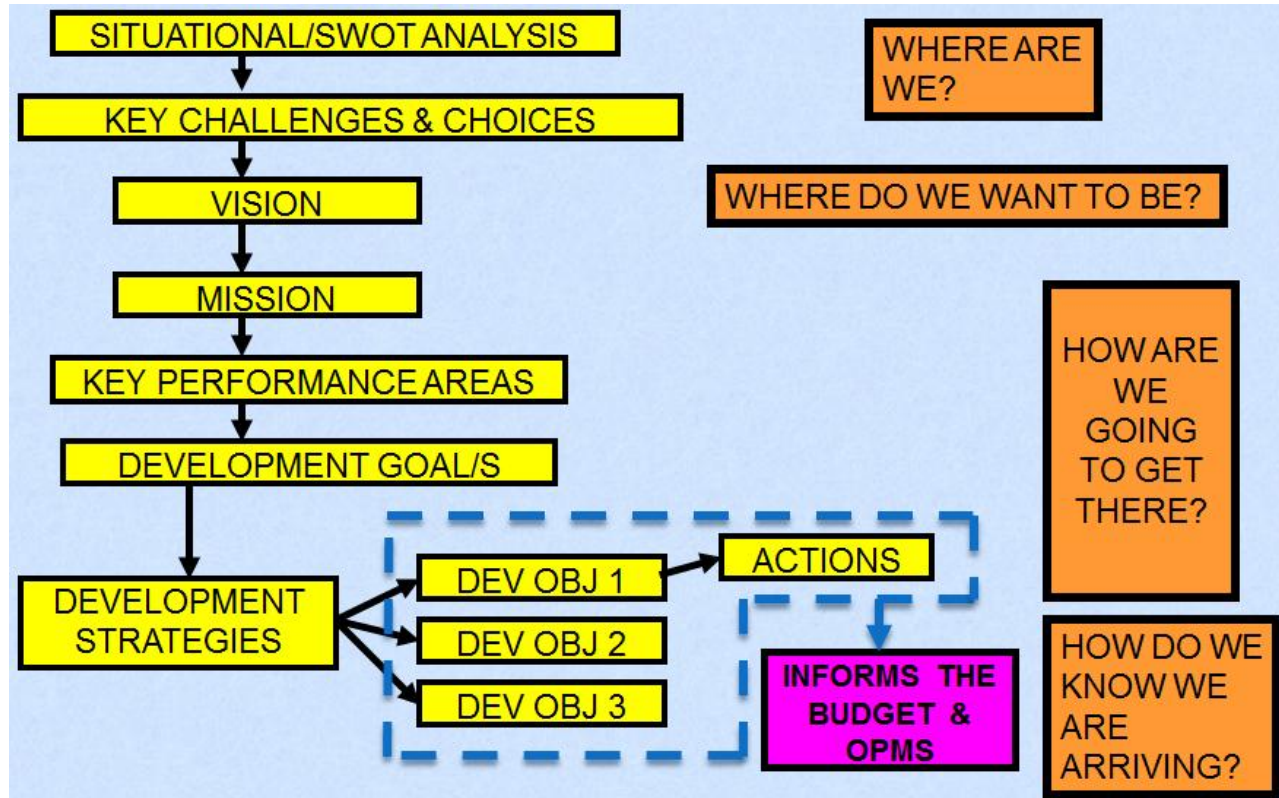 SITUATIONAL/SWOT ANALYSIS
KEY CHALLENGES & CHOICES
VISION
MISSION
KEY PERFORMANCE AREAS
DEVELOPMENT GOAL/S
DEVELOPMENT
STRATEGIES
DEV OBJ 1
DEV OBJ 2
DEV OBJ 3
ACTIONS
INFORMS THE
BUDGET &
OPMS
WHERE ARE
WE?
WHERE DO WE WANT TO BE?
HOW ARE
WE
GOING
TO GET
THERE?
HOW DO WE
KNOW WE
ARE
ARRIVING?